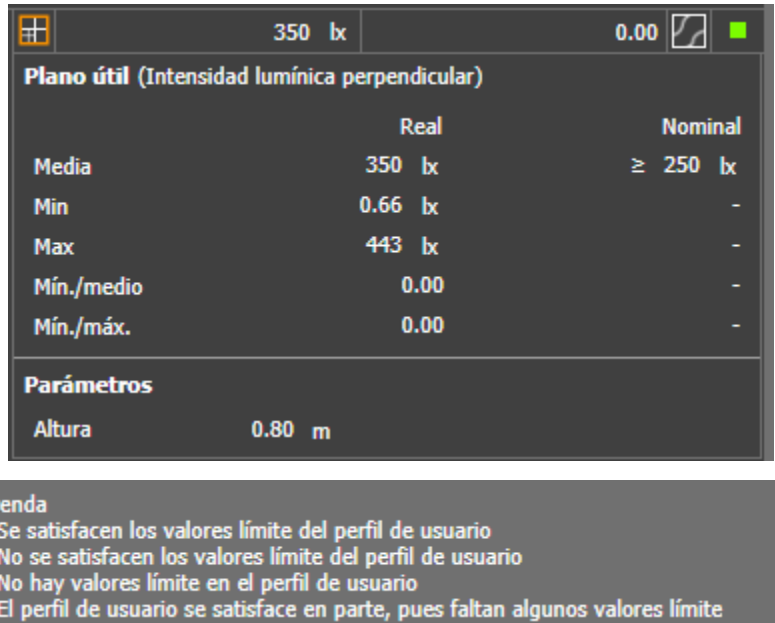 350 lx 0.00
Plano útil (Intensidad lumínica perpendicular)
Real Nominal
Media 350 lx ≥ 250 lx
Min 0.66 lx -
Max 443 lx -
Mín./medio 0.00 -
Mín./máx. 0.00 -
Parámetros
Altura 0.80 m
enda
Se satisfacen los valores límite del perfil de usuario
No se satisfacen los valores límite del perfil de usuario
No hay valores límite en el perfil de usuario
El perfil de usuario se satisface en parte, pues faltan algunos valores límite